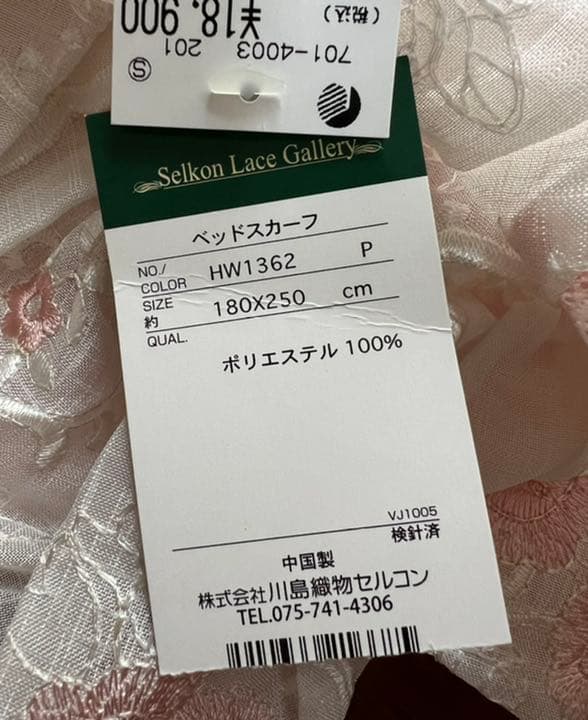 ¥18,900
(税込)
701-4003 201
S
Selkon Lace Gallery
ベッドスカーフ
NO./COLOR HW1362 P
SIZE 約 180X250 cm
QUAL.
ポリエステル 100%
VJ1005
検針済
中国製
株式会社川島織物セルコン
TEL.075-741-4306